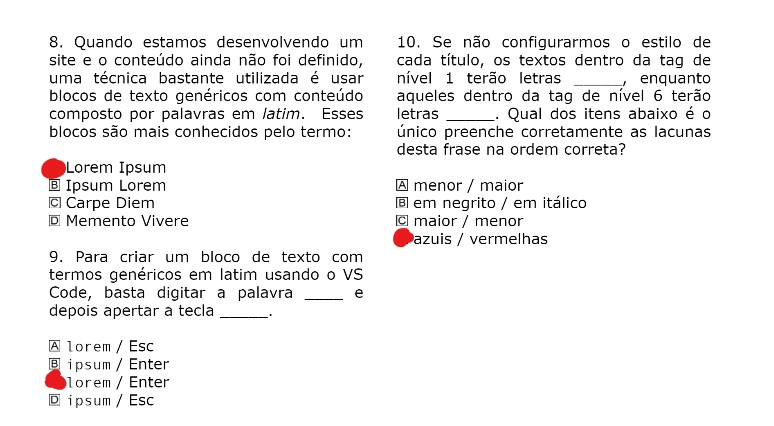 8. Quando estamos desenvolvendo um
site e o conteúdo ainda não foi definido,
uma técnica bastante utilizada é usar
blocos de texto genéricos com conteúdo
composto por palavras em latim. Esses
blocos são mais conhecidos pelo termo:
Lorem Ipsum
B Ipsum Lorem
C Carpe Diem
D Memento Vivere
9. Para criar um bloco de texto com
termos genéricos em latim usando o VS
Code, basta digitar a palavra ____ e
depois apertar a tecla _____.
A lorem / Esc
B ipsum / Enter
lorem / Enter
D ipsum / Esc
10. Se não configurarmos o estilo de
cada título, os textos dentro da tag de
nível 1 terão letras _____, enquanto
aqueles dentro da tag de nível 6 terão
letras _____. Qual dos itens abaixo é o
único preenche corretamente as lacunas
desta frase na ordem correta?
A menor / maior
B em negrito / em itálico
C maior / menor
azuis / vermelhas